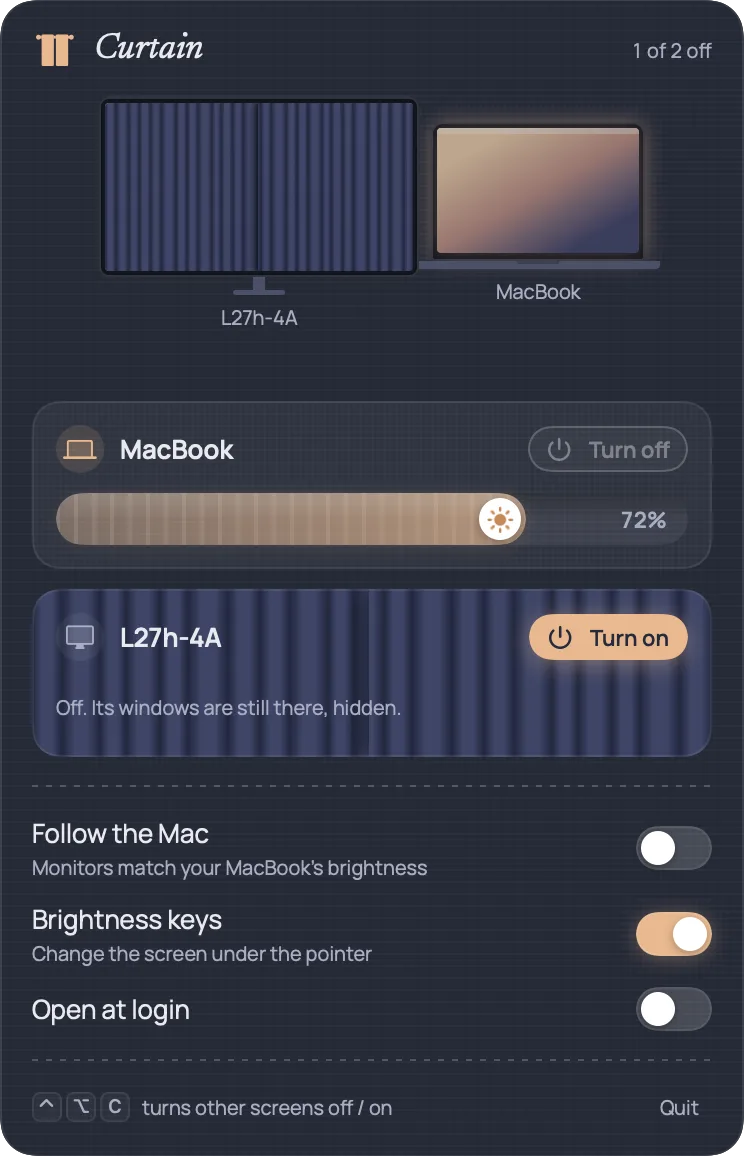 Curtain
1 of 2 off
L27h-4A
MacBook
MacBook
Turn off
72%
L27h-4A
Turn on
Off. Its windows are still there, hidden.
Follow the Mac
Monitors match your MacBook's brightness
Brightness keys
Change the screen under the pointer
Open at login
⌃ ⌥ C turns other screens off / on
Quit